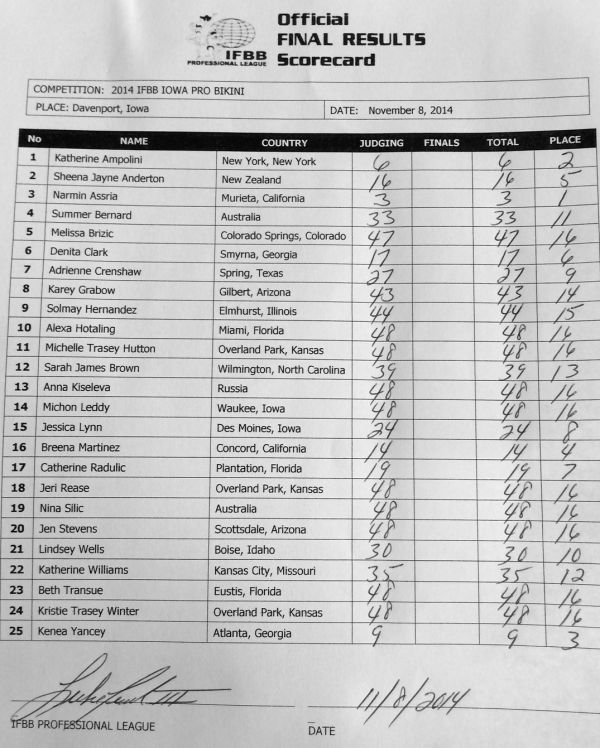 Official
FINAL RESULTS
Scorecard
IFBB
PROFESSIONAL LEAGUE
COMPETITION: 2014 IFBB IOWA PRO BIKINI
PLACE: Davenport, Iowa DATE: November 8, 2014
No NAME COUNTRY JUDGING FINALS TOTAL PLACE
1 Katherine Ampolini New York, New York 6 6 2
2 Sheena Jayne Anderton New Zealand 16 16 5
3 Narmin Assria Murieta, California 3 3 1
4 Summer Bernard Australia 33 33 11
5 Melissa Brizic Colorado Springs, Colorado 47 47 16
6 Denita Clark Smyrna, Georgia 17 17 6
7 Adrienne Crenshaw Spring, Texas 27 27 9
8 Karey Grabow Gilbert, Arizona 43 43 14
9 Solmay Hernandez Elmhurst, Illinois 44 44 15
10 Alexa Hotaling Miami, Florida 48 48 16
11 Michelle Trasey Hutton Overland Park, Kansas 48 48 16
12 Sarah James Brown Wilmington, North Carolina 39 39 13
13 Anna Kiseleva Russia 48 48 16
14 Michon Leddy Waukee, Iowa 48 48 16
15 Jessica Lynn Des Moines, Iowa 24 24 8
16 Breena Martinez Concord, California 14 14 4
17 Catherine Radulic Plantation, Florida 19 19 7
18 Jeri Rease Overland Park, Kansas 48 48 16
19 Nina Silic Australia 48 48 16
20 Jen Stevens Scottsdale, Arizona 48 48 16
21 Lindsey Wells Boise, Idaho 30 30 10
22 Katherine Williams Kansas City, Missouri 35 35 12
23 Beth Transue Eustis, Florida 48 48 16
24 Kristie Trasey Winter Overland Park, Kansas 48 48 16
25 Kenea Yancey Atlanta, Georgia 9 9 3
11/8/2014
IFBB PROFESSIONAL LEAGUE DATE